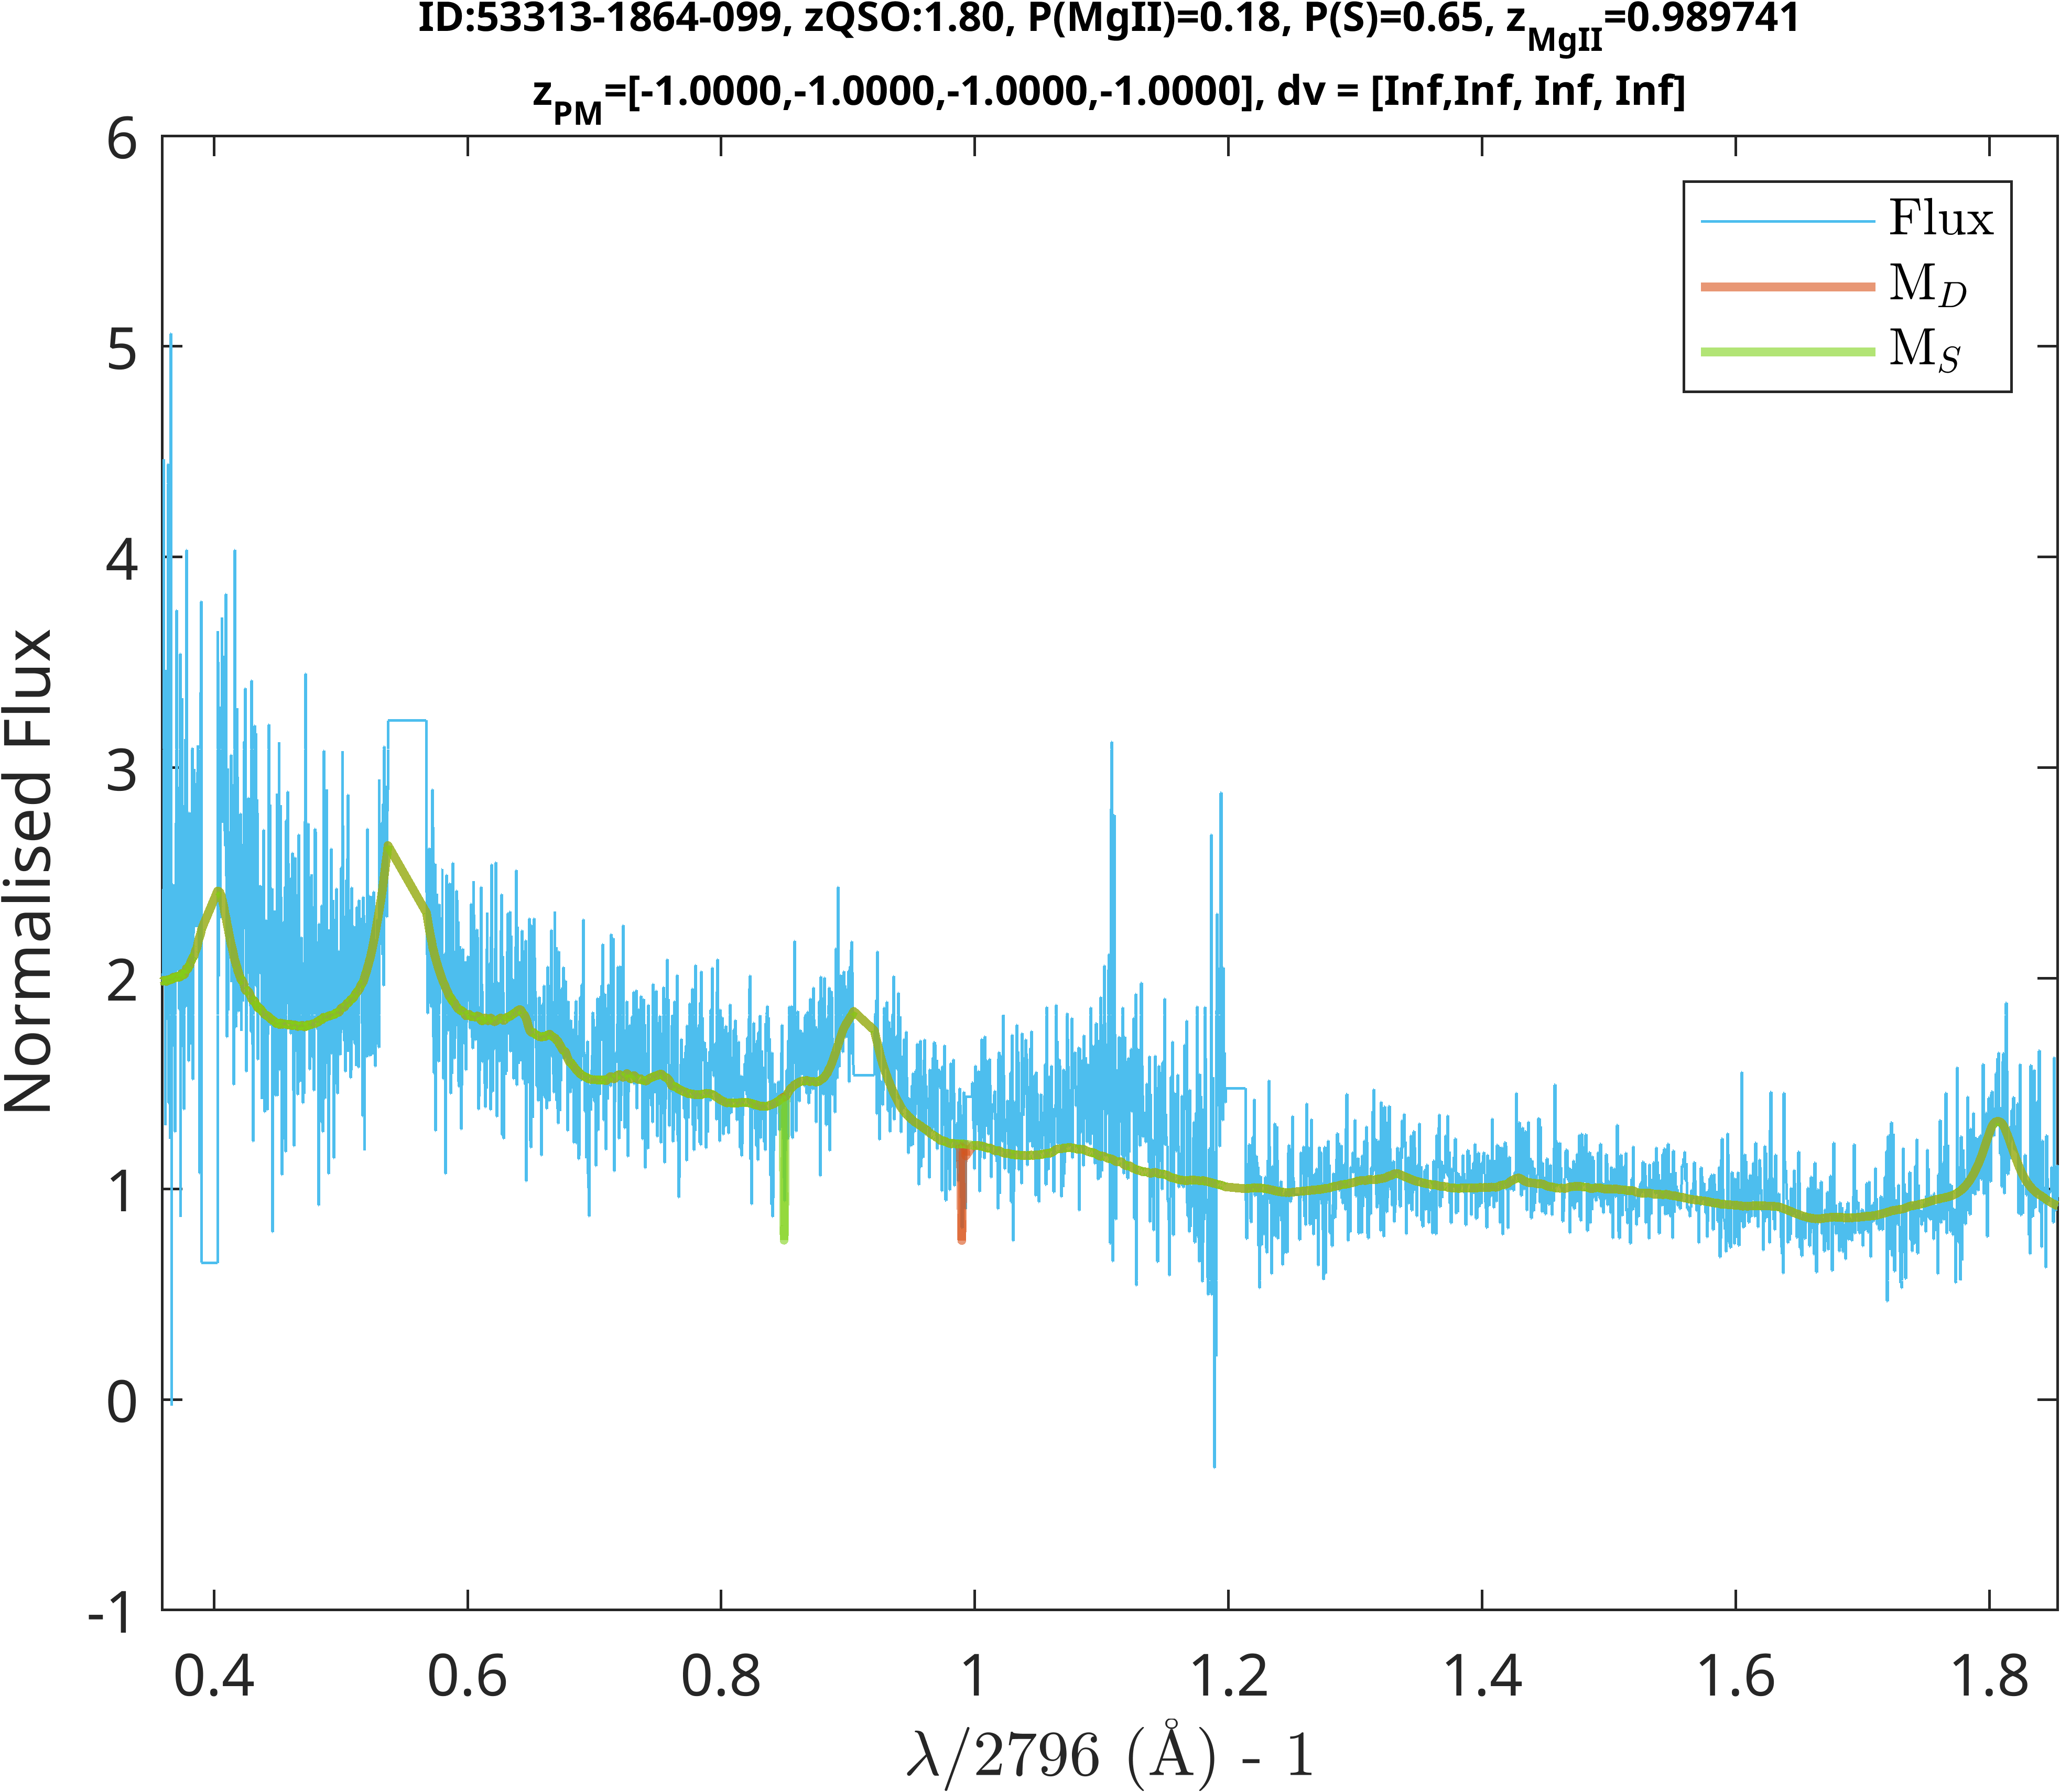 ID:53313-1864-099, zQSO:1.80, P(MgII)=0.18, P(S)=0.65, zMgII=0.989741
zPM=[-1.0000,-1.0000,-1.0000,-1.0000], dv = [Inf,Inf, Inf, Inf]
Flux
MD
MS
Normalised Flux
6
5
4
3
2
1
0
-1
0.4 0.6 0.8 1 1.2 1.4 1.6 1.8
λ/2796 (Å) - 1